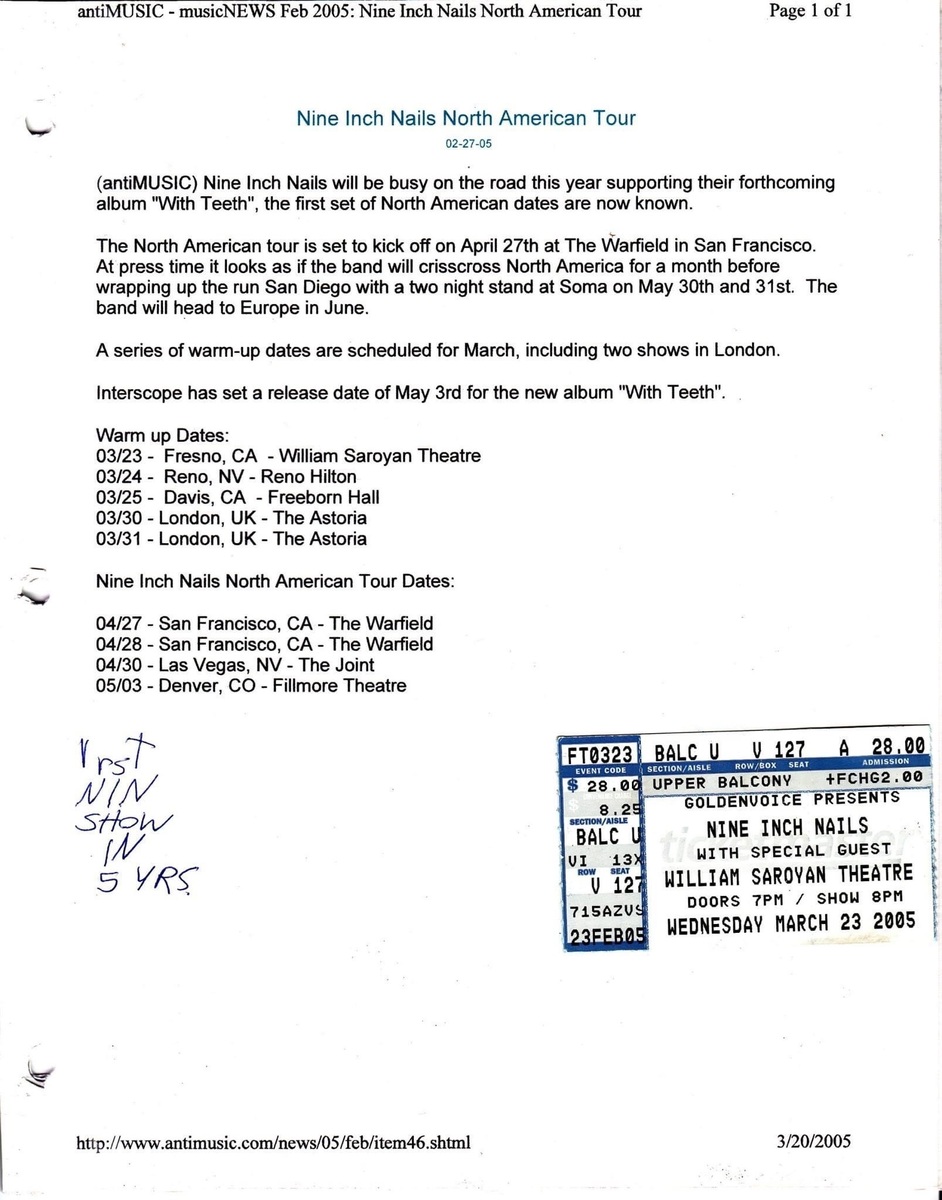 antiMUSIC - musicNEWS Feb 2005: Nine Inch Nails North American Tour Page 1 of 1
Nine Inch Nails North American Tour
02-27-05
(antiMUSIC) Nine Inch Nails will be busy on the road this year supporting their forthcoming
album "With Teeth", the first set of North American dates are now known.
The North American tour is set to kick off on April 27th at The Warfield in San Francisco.
At press time it looks as if the band will crisscross North America for a month before
wrapping up the run San Diego with a two night stand at Soma on May 30th and 31st. The
band will head to Europe in June.
A series of warm-up dates are scheduled for March, including two shows in London.
Interscope has set a release date of May 3rd for the new album "With Teeth".
Warm up Dates:
03/23 - Fresno, CA - William Saroyan Theatre
03/24 - Reno, NV - Reno Hilton
03/25 - Davis, CA - Freeborn Hall
03/30 - London, UK - The Astoria
03/31 - London, UK - The Astoria
Nine Inch Nails North American Tour Dates:
04/27 - San Francisco, CA - The Warfield
04/28 - San Francisco, CA - The Warfield
04/30 - Las Vegas, NV - The Joint
05/03 - Denver, CO - Fillmore Theatre
1rst
NIN
SHOW
IN
5 YRS.
FT0323
EVENT CODE
$ 28.00
8.25
SECTION/AISLE
BALC U
VI 13X
ROW SEAT
V 127
715AZVS
23FEB05
BALC U V 127 A 28.00
SECTION/AISLE ROW/BOX SEAT ADMISSION
UPPER BALCONY +FCHG2.00
GOLDENVOICE PRESENTS
NINE INCH NAILS
WITH SPECIAL GUEST
WILLIAM SAROYAN THEATRE
DOORS 7PM / SHOW 8PM
WEDNESDAY MARCH 23 2005
http://www.antimusic.com/news/05/feb/item46.shtml 3/20/2005